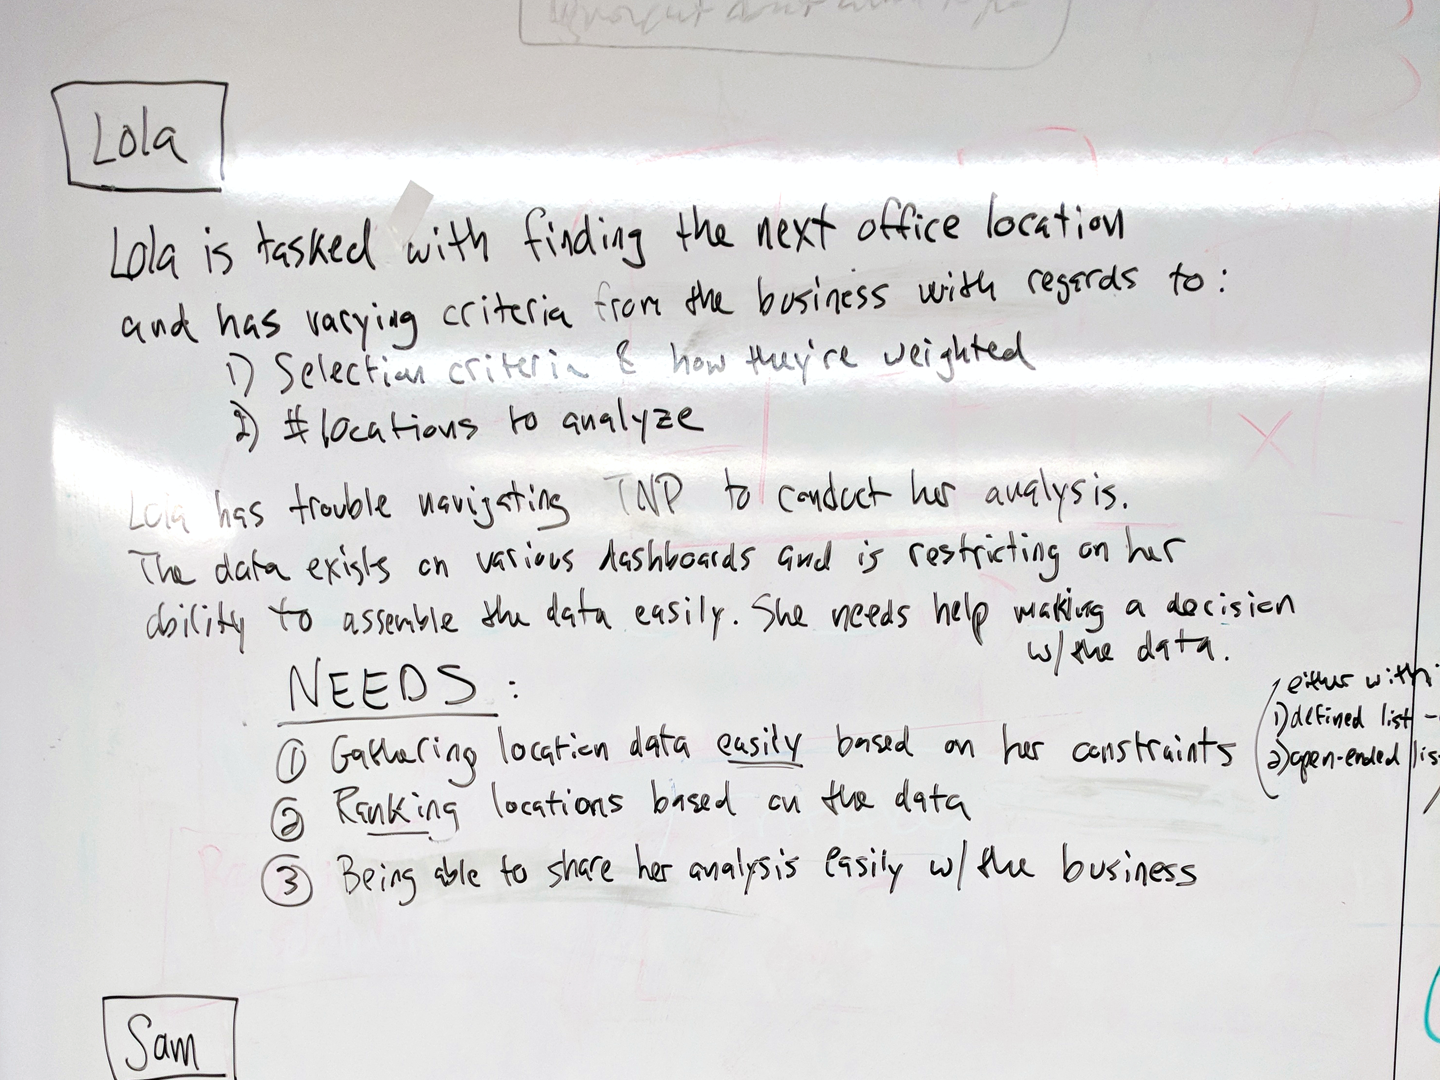 Lola
Lola is tasked with finding the next office location
and has varying criteria from the business with regards to:
1) Selection criteria & how they're weighted
2) # locations to analyze
Lola has trouble navigating TNP to conduct her analysis.
The data exists on various dashboards and is restricting on her
ability to assemble the data easily. She needs help making a decision
w/ the data.
NEEDS:
① Gathering location data easily based on her constraints
either with
1) defined list -
2) open-ended lis
② Ranking locations based on the data
③ Being able to share her analysis easily w/ the business
Sam